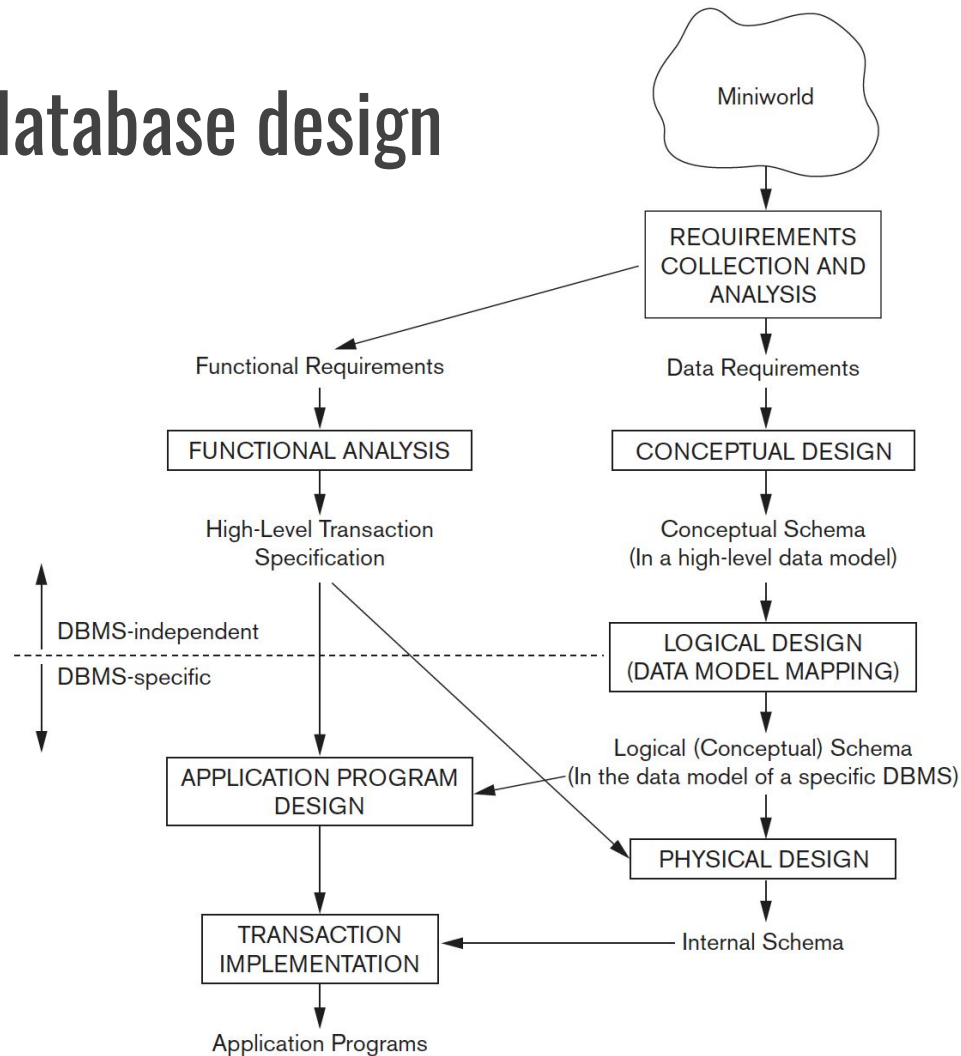 database design
Miniworld
REQUIREMENTS
COLLECTION AND
ANALYSIS
Functional Requirements
Data Requirements
FUNCTIONAL ANALYSIS
CONCEPTUAL DESIGN
High-Level Transaction
Specification
Conceptual Schema
(In a high-level data model)
DBMS-independent
DBMS-specific
LOGICAL DESIGN
(DATA MODEL MAPPING)
Logical (Conceptual) Schema
(In the data model of a specific DBMS)
APPLICATION PROGRAM
DESIGN
PHYSICAL DESIGN
TRANSACTION
IMPLEMENTATION
Internal Schema
Application Programs